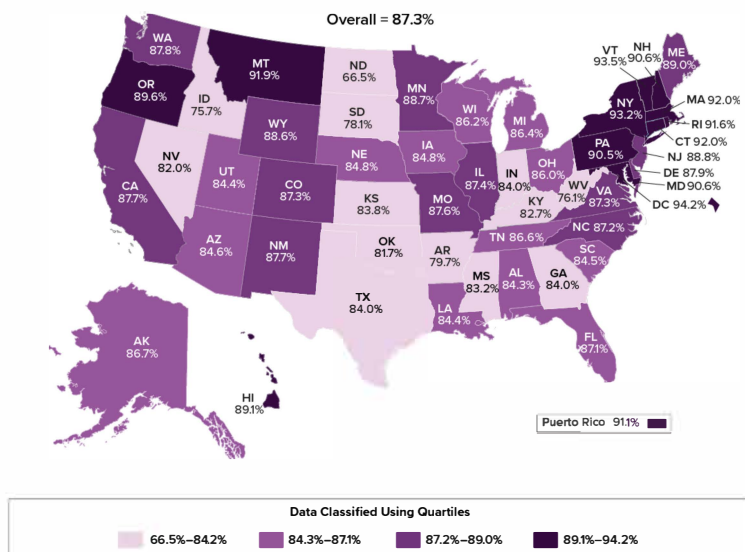 Overall = 87.3%
WA
87.8%
OR
89.6%
ID
75.7%
MT
91.9%
ND
66.5%
SD
78.1%
WY
88.6%
NV
82.0%
UT
84.4%
CA
87.7%
CO
87.3%
AZ
84.6%
NM
87.7%
NE
84.8%
KS
83.8%
OK
81.7%
TX
84.0%
MN
88.7%
IA
84.8%
MO
87.6%
AR
79.7%
LA
84.4%
WI
86.2%
IL
87.4%
MI
86.4%
IN
84.0%
OH
86.0%
KY
82.7%
TN 86.6%
MS
83.2%
AL
84.3%
GA
84.0%
FL
87.1%
SC
84.5%
NC 87.2%
VA
87.3%
WV
76.1%
PA
90.5%
NY
93.2%
VT
93.5%
NH
90.6%
ME
89.0%
MA 92.0%
RI 91.6%
CT 92.0%
NJ 88.8%
DE 87.9%
MD 90.6%
DC 94.2%
AK
86.7%
HI
89.1%
Puerto Rico 91.1%
Data Classified Using Quartiles
66.5%–84.2%
84.3%–87.1%
87.2%–89.0%
89.1%–94.2%